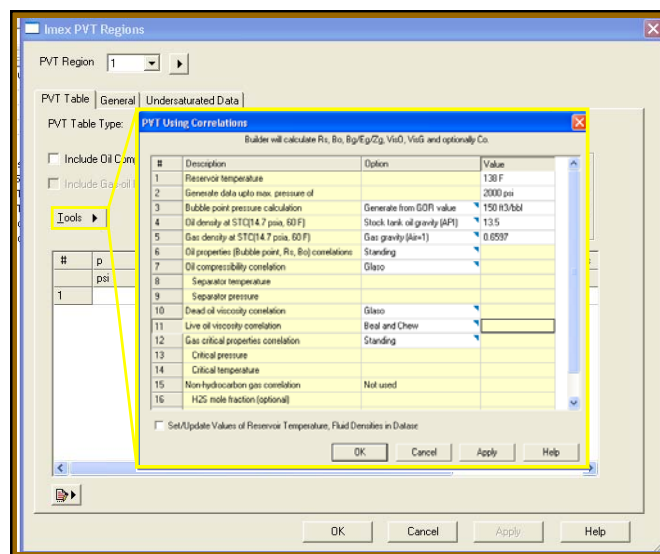 Imex PVT Regions
PVT Region 1
PVT Table General Undersaturated Data
PVT Table Type:
PVT Using Correlations
Builder will calculate Rs, Bo, Bg/Eg/Zg, VisO, VisG and optionally Co.
Include Oil Comp
Include Gas-oil
Tools
# Description Option Value
1 Reservoir temperature 138 F
2 Generate data upto max. pressure of 2000 psi
3 Bubble point pressure calculation Generate from GOR value 150 ft3/bbl
4 Oil density at STC(14.7 psia, 60 F) Stock tank oil gravity (API) 13.5
5 Gas density at STC(14.7 psia, 60 F) Gas gravity (Air=1) 0.6597
6 Oil properties (Bubble point, Rs, Bo) correlations Standing
7 Oil compressibility correlation Glaso
8 Separator temperature
9 Separator pressure
10 Dead oil viscosity correlation Glaso
11 Live oil viscosity correlation Beal and Chew
12 Gas critical properties correlation Standing
13 Critical pressure
14 Critical temperature
15 Non-hydrocarbon gas correlation Not used
16 H2S mole fraction (optional)
# p
psi
1
Set/Update Values of Reservoir Temperature, Fluid Densities in Datase
OK Cancel Apply Help
OK Cancel Apply Help